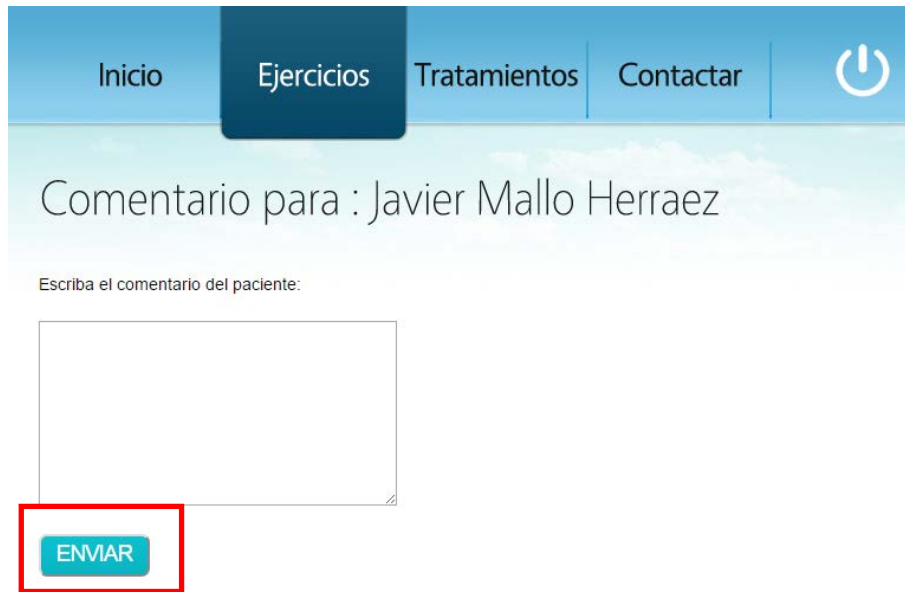 Inicio Ejercicios Tratamientos Contactar
Comentario para : Javier Mallo Herraez
Escriba el comentario del paciente:
ENVIAR